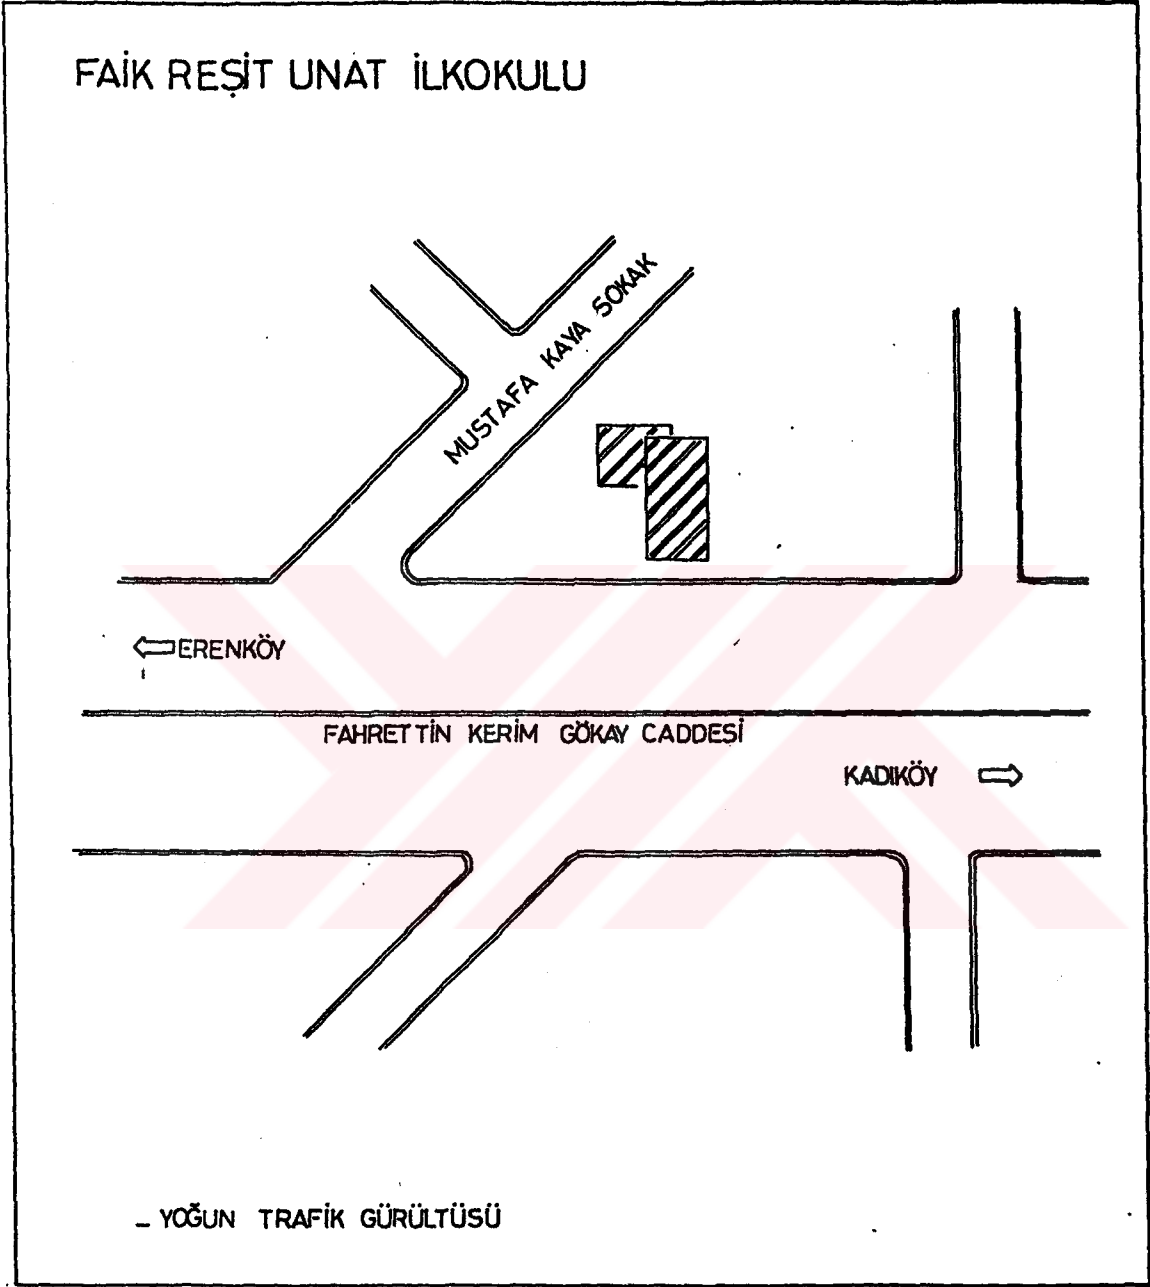 FAİK REŞİT UNAT İLKOKULU
MUSTAFA KAYA SOKAK
ERENKÖY
FAHRETTİN KERİM GÖKAY CADDESİ
KADIKÖY
_ YOĞUN TRAFİK GÜRÜLTÜSÜ